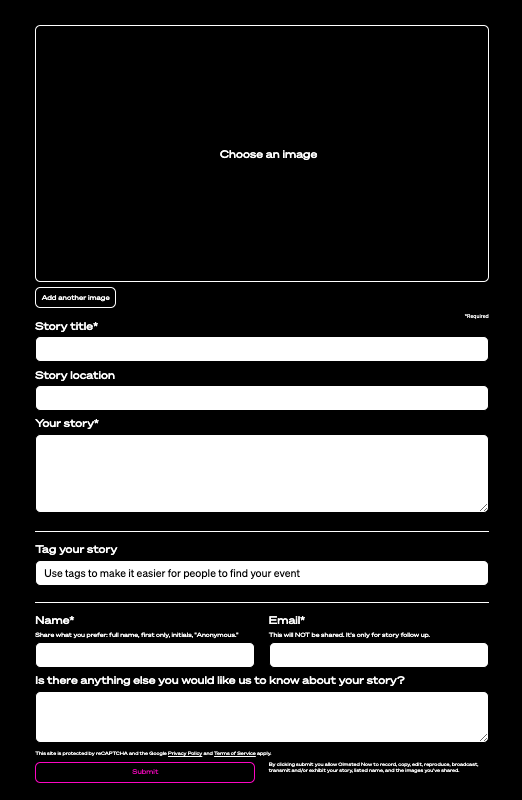 Choose an image
Add another image
*Required
Story title*
Story location
Your story*
Tag your story
Use tags to make it easier for people to find your event
Name*
Share what you prefer: full name, first only, initials, "Anonymous."
Email*
This will NOT be shared. It's only for story follow up.
Is there anything else you would like us to know about your story?
This site is protected by reCAPTCHA and the Google Privacy Policy and Terms of Service apply.
Submit
By clicking submit you allow Olmsted Now to record, copy, edit, reproduce, broadcast,
transmit and/or exhibit your story, listed name, and the images you've shared.